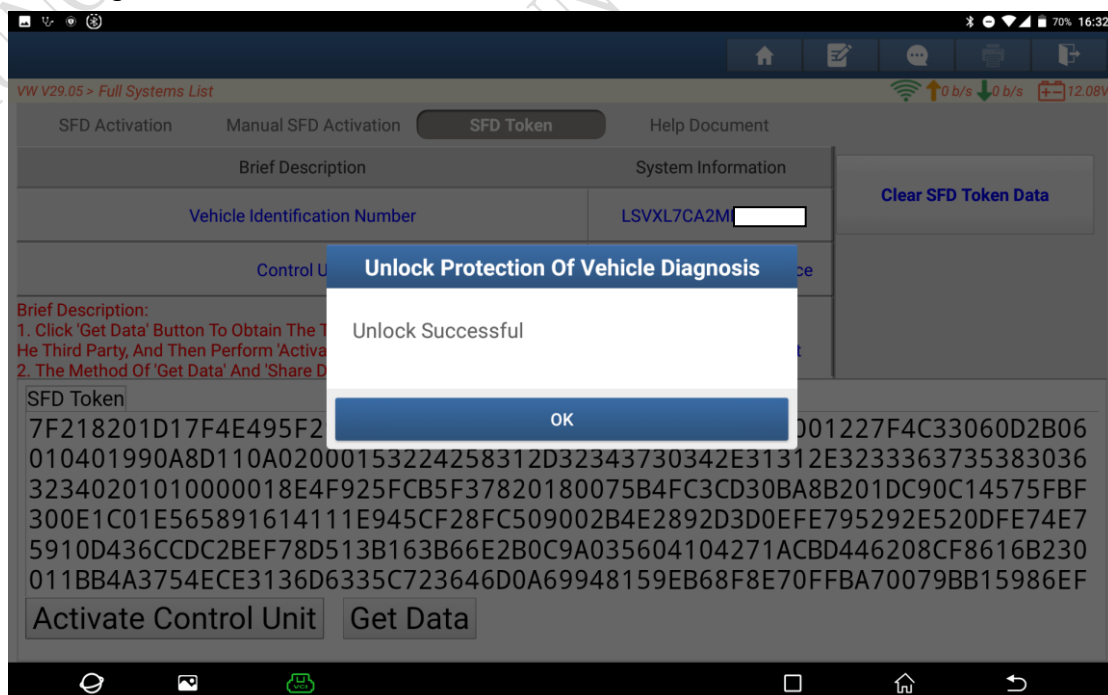 70% 16:32
VW V29.05 > Full Systems List
0 b/s 0 b/s 12.08V
SFD Activation Manual SFD Activation SFD Token Help Document
Brief Description System Information
Clear SFD Token Data
Vehicle Identification Number LSVXL7CA2M
Control U
Unlock Protection Of Vehicle Diagnosis
ce
Brief Description:
1. Click 'Get Data' Button To Obtain The T
He Third Party, And Then Perform 'Activa
t
2. The Method Of 'Get Data' And 'Share D
Unlock Successful
OK
SFD Token
7F218201D17F4E495F2 001227F4C33060D2B06
010401990A8D110A02000153224258312D32343730342E31312E3233363735383036
32340201010000018E4F925FCB5F37820180075B4FC3CD30BA8B201DC90C14575FBF
300E1C01E5658916141 11E945CF28FC509002B4E2892D3D0EFE795292E520DFE74E7
5910D436CCDC2BEF78D513B163B66E2B0C9A035604104271ACBD446208CF8616B230
011BB4A3754ECE3136D6335C723646D0A69948159EB68F8E70FFBA70079BB15986EF
Activate Control Unit Get Data
VCI